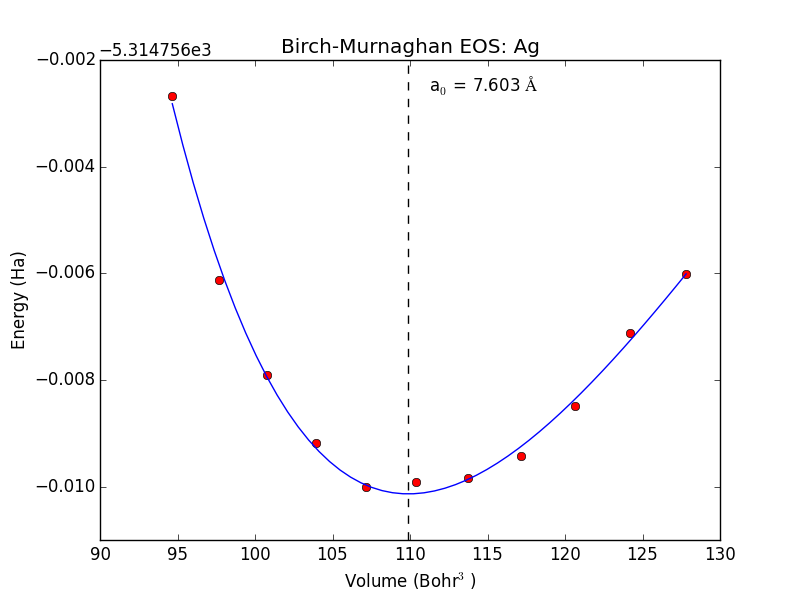 Birch-Murnaghan EOS: Ag
−5.314756e3
a₀ = 7.603 Å
−0.002
−0.004
−0.006
−0.008
−0.010
Energy (Ha)
90 95 100 105 110 115 120 125 130
Volume (Bohr³ )